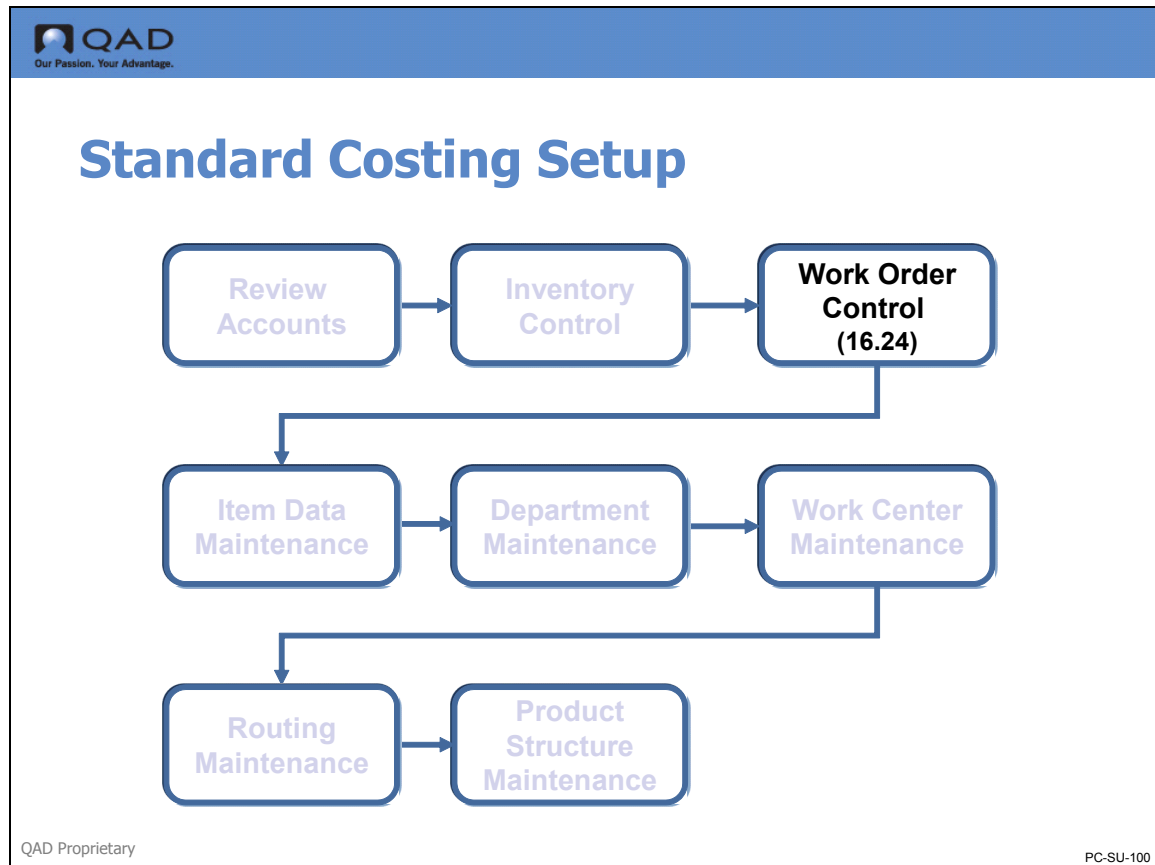 QAD
Our Passion. Your Advantage.
Standard Costing Setup
Review
Accounts
Inventory
Control
Work Order
Control
(16.24)
Item Data
Maintenance
Department
Maintenance
Work Center
Maintenance
Routing
Maintenance
Product
Structure
Maintenance
QAD Proprietary
PC-SU-100